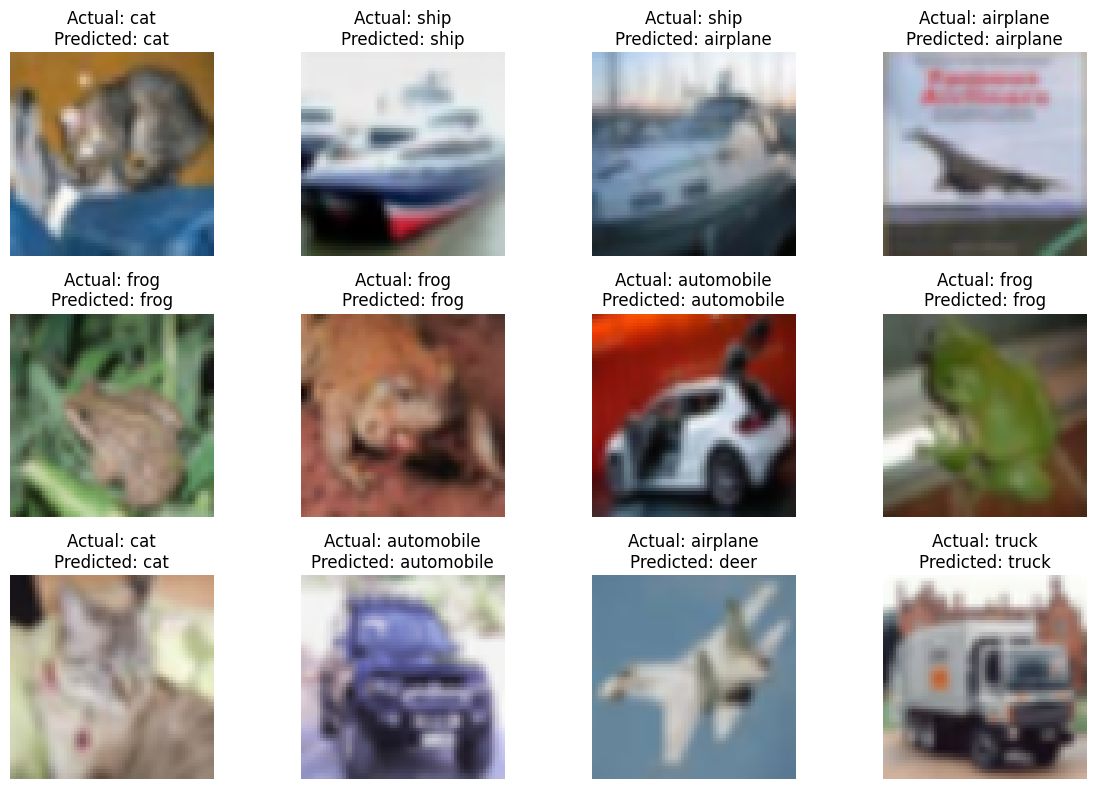 Actual: cat
Predicted: cat
Actual: ship
Predicted: ship
Actual: ship
Predicted: airplane
Actual: airplane
Predicted: airplane
Famous
Airliners
Actual: frog
Predicted: frog
Actual: frog
Predicted: frog
Actual: automobile
Predicted: automobile
Actual: frog
Predicted: frog
Actual: cat
Predicted: cat
Actual: automobile
Predicted: automobile
Actual: airplane
Predicted: deer
Actual: truck
Predicted: truck